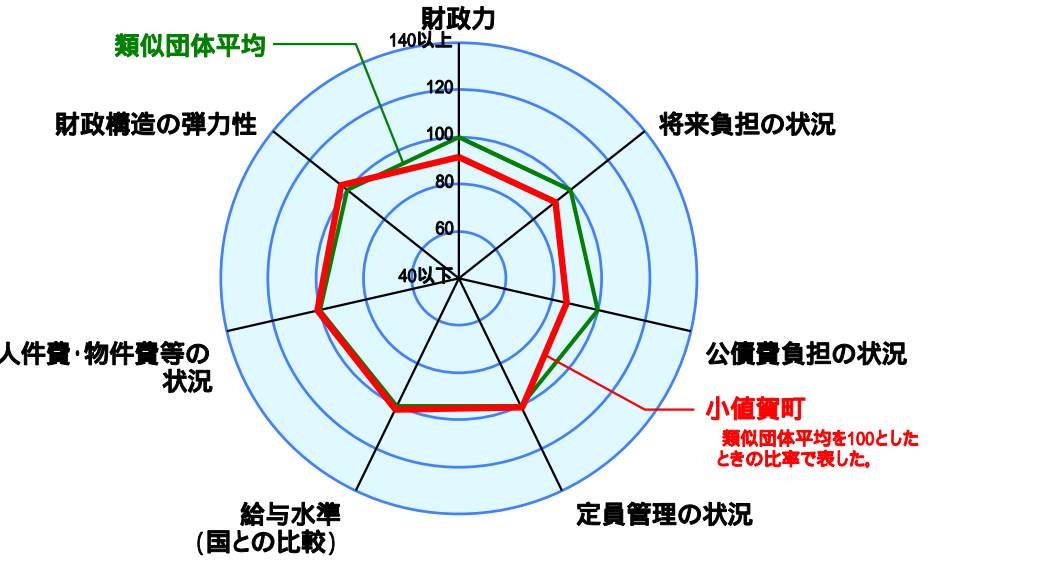 財政力
140以上
類似団体平均
120
財政構造の弾力性
将来負担の状況
100
80
60
40以下
人件費・物件費等の
状況
公債費負担の状況
小値賀町
類似団体平均を100とした
ときの比率で表した。
給与水準
(国との比較)
定員管理の状況